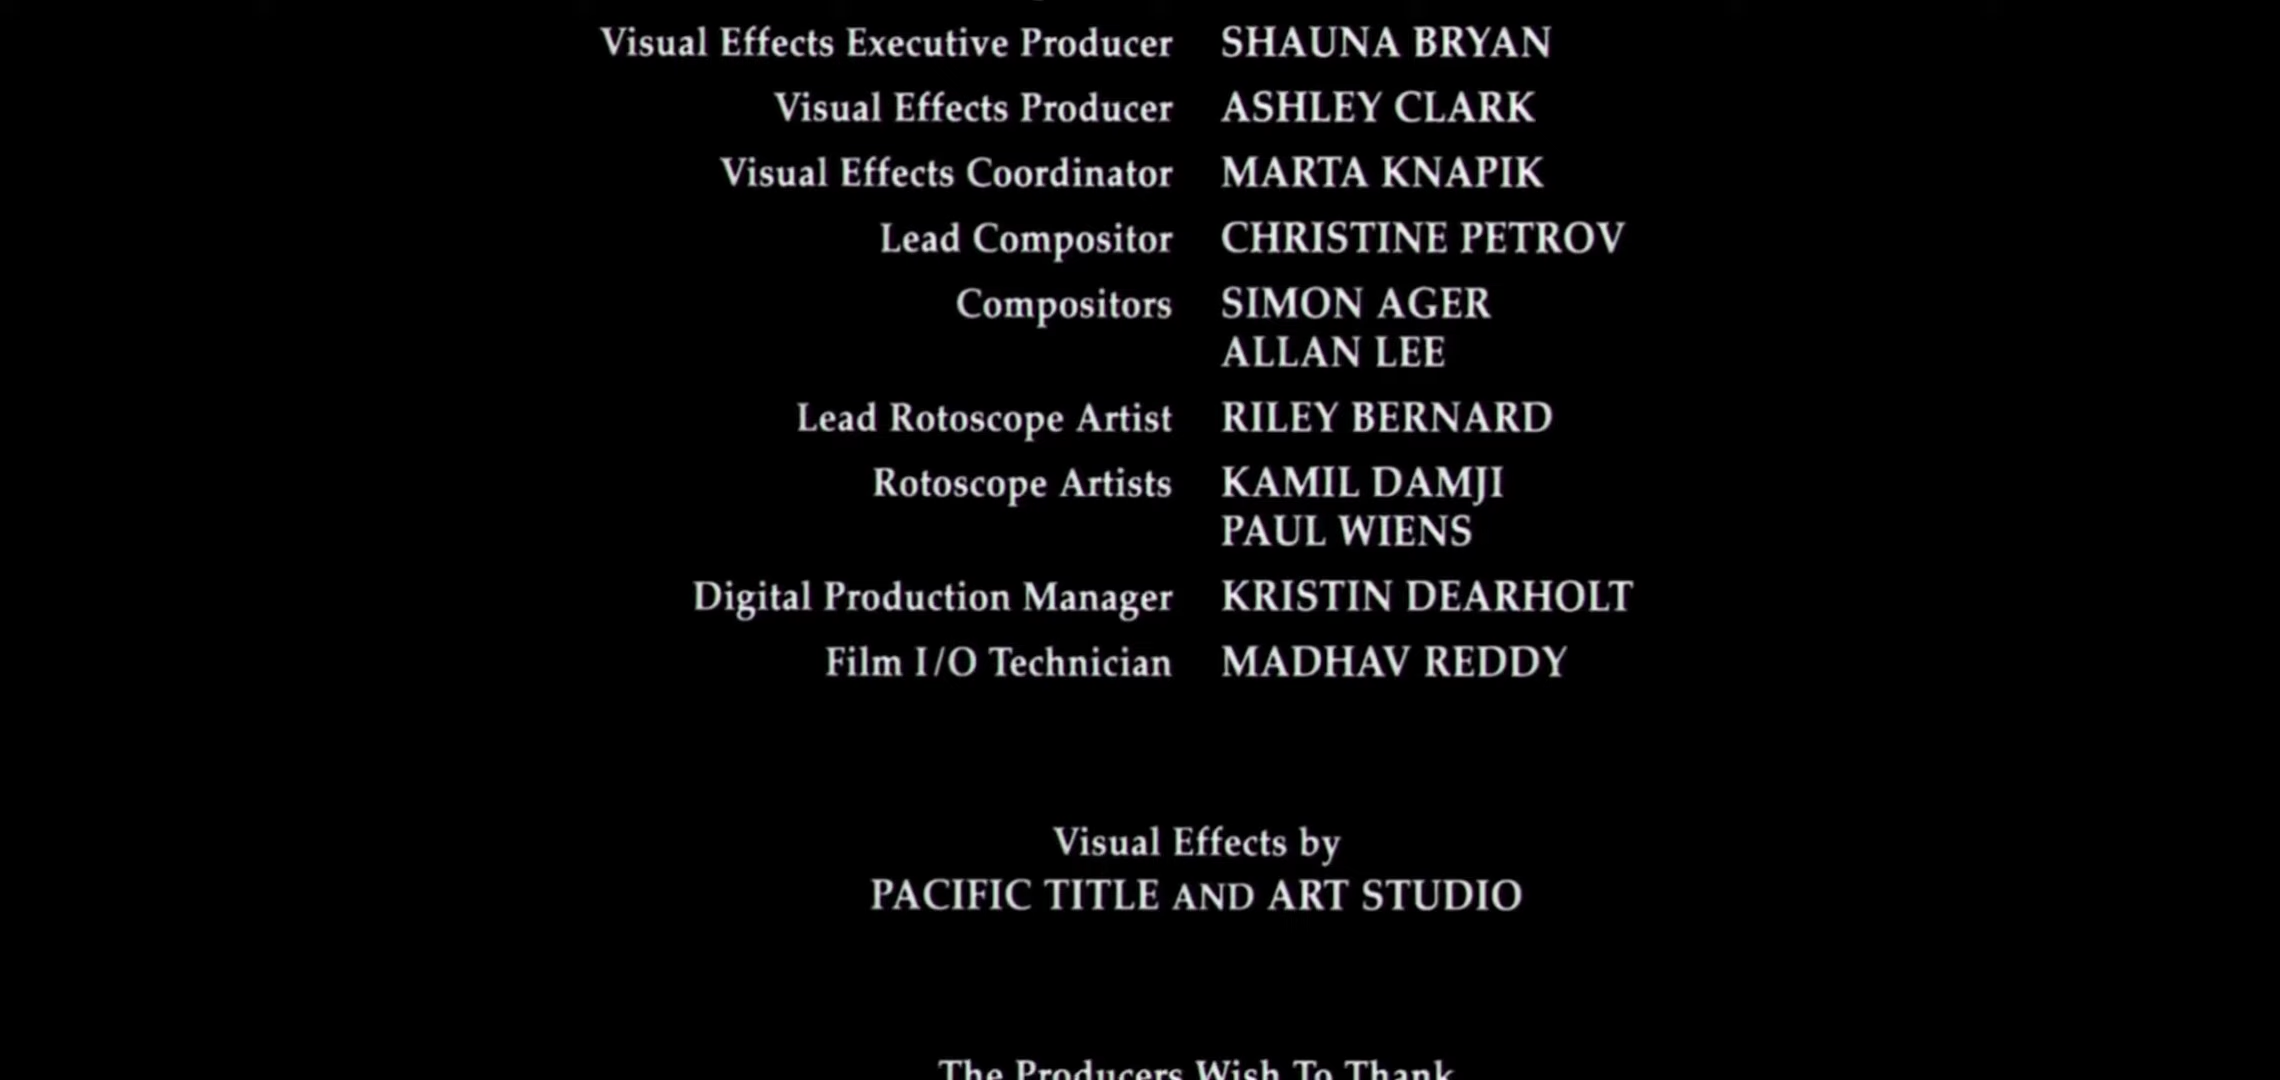 Visual Effects Executive Producer SHAUNA BRYAN
Visual Effects Producer ASHLEY CLARK
Visual Effects Coordinator MARTA KNAPIK
Lead Compositor CHRISTINE PETROV
Compositors SIMON AGER
ALLAN LEE
Lead Rotoscope Artist RILEY BERNARD
Rotoscope Artists KAMIL DAMJI
PAUL WIENS
Digital Production Manager KRISTIN DEARHOLT
Film I/O Technician MADHAV REDDY
Visual Effects by
PACIFIC TITLE AND ART STUDIO
The Producers Wish To Thank